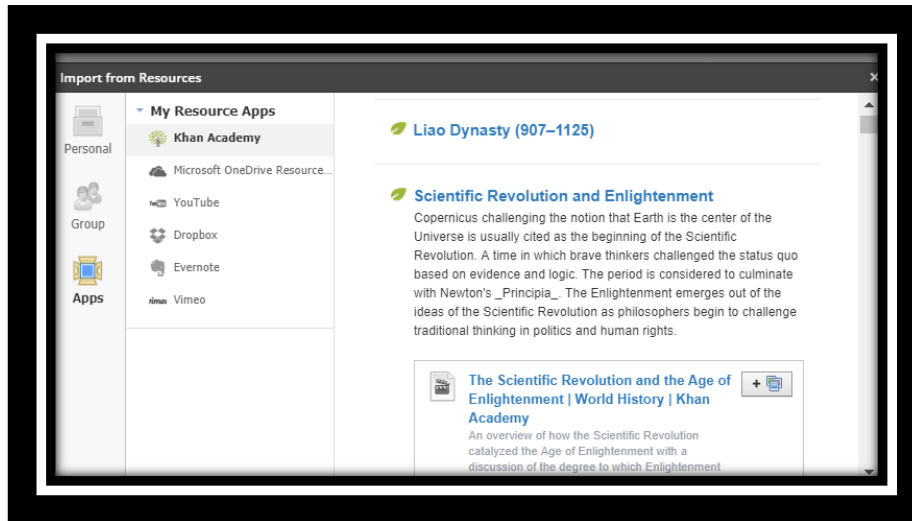 Import from Resources
×
Personal
Group
Apps
My Resource Apps
Khan Academy
Microsoft OneDrive Resource...
YouTube
Dropbox
Evernote
vimeo Vimeo
Liao Dynasty (907–1125)
Scientific Revolution and Enlightenment
Copernicus challenging the notion that Earth is the center of the
Universe is usually cited as the beginning of the Scientific
Revolution. A time in which brave thinkers challenged the status quo
based on evidence and logic. The period is considered to culminate
with Newton's _Principia_. The Enlightenment emerges out of the
ideas of the Scientific Revolution as philosophers begin to challenge
traditional thinking in politics and human rights.
The Scientific Revolution and the Age of
Enlightenment | World History | Khan
Academy
+
An overview of how the Scientific Revolution
catalyzed the Age of Enlightenment with a
discussion of the degree to which Enlightenment